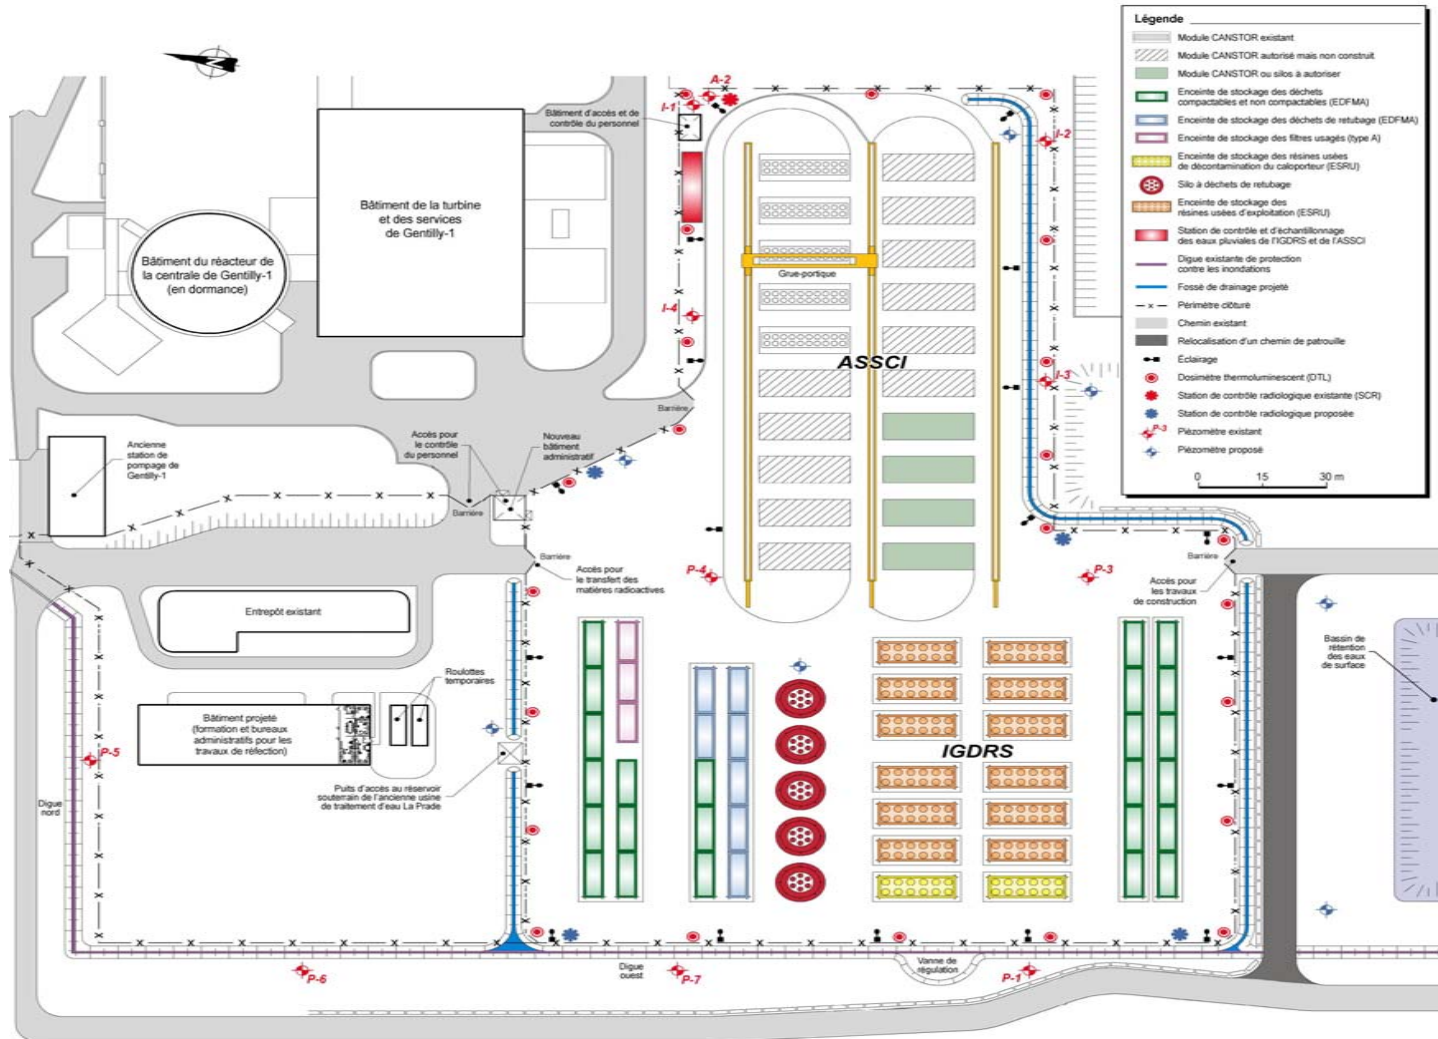 Légende
Module CANSTOR existant
Module CANSTOR autorisé mais non construit
Module CANSTOR ou silos à autoriser
Enceinte de stockage des déchets
compactables et non compactables (EDFMA)
Enceinte de stockage des déchets de retubage (EDFMA)
Enceinte de stockage des filtres usagés (type A)
Enceinte de stockage des résines usées
de décontamination du caloporteur (ESRU)
Silo à déchets de retubage
Enceinte de stockage des
résines usées d'exploitation (ESRU)
Station de contrôle et d'échantillonnage
des eaux pluviales de l'IGDRS et de l'ASSCI
Digue existante de protection
contre les inondations
Fossé de drainage projeté
Périmètre clôturé
Chemin existant
Relocalisation d'un chemin de patrouille
Éclairage
Dosimètre thermoluminescent (DTL)
Station de contrôle radiologique existante (SCR)
Station de contrôle radiologique proposée
P-3
Piézomètre existant
Piézomètre proposé
0 15 30 m
N
A-2
I-1
Bâtiment d'accès et de
contrôle du personnel
I-2
Bâtiment de la turbine
et des services
de Gentilly-1
Bâtiment du réacteur de
la centrale de Gentilly-1
(en dormance)
Grue-portique
I-4
ASSCI
I-3
Barrière
Ancienne
station de
pompage de
Gentilly-1
Accès pour
le contrôle
du personnel
Nouveau
bâtiment
administratif
Barrière
Barrière
Accès pour
le transfert des
matières radioactives
P-4
P-3
Barrière
Accès pour
les travaux
de construction
Entrepôt existant
Bassin de
rétention
des eaux
de surface
Roulottes
temporaires
Bâtiment projeté
(formation et bureaux
administratifs pour les
travaux de réfection)
P-5
IGDRS
Puits d'accès au réservoir
souterrain de l'ancienne usine
de traitement d'eau La Prade
Digue
nord
P-6
Digue
ouest
P-7
Vanne de
régulation
P-1